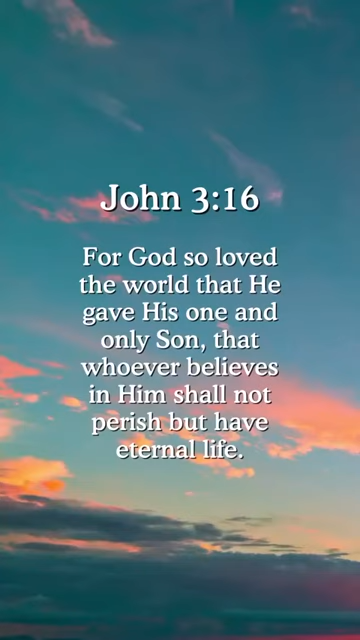 John 3:16
For God so loved
the world that He
gave His one and
only Son, that
whoever believes
in Him shall not
perish but have
eternal life.